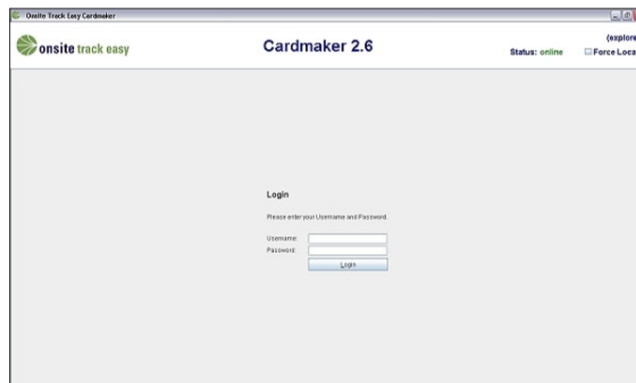 Onsite Track Easy Cardmaker
onsite track easy
Cardmaker 2.6
(explore
Status: online
Force Loca
Login
Please enter your Username and Password.
Username:
Password:
Login